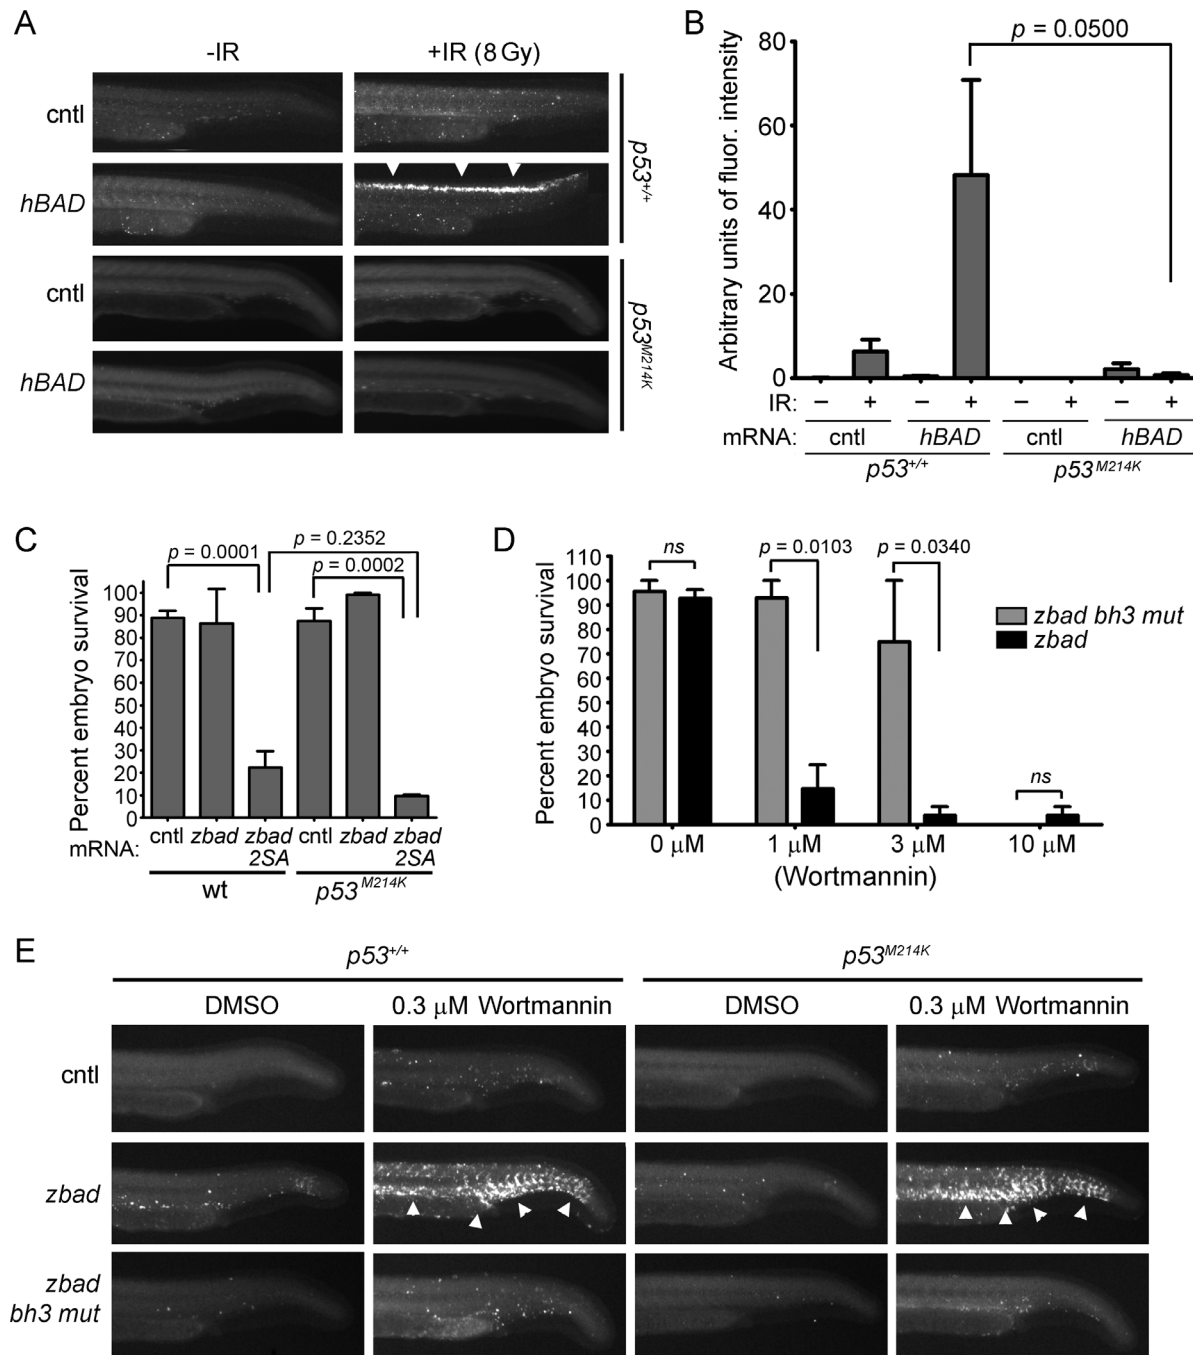 A
-IR
+IR (8 Gy)
cntl
hBAD
cntl
hBAD
p53+/+
p53M214K
B
p = 0.0500
Arbitrary units of fluor. intensity
80
60
40
20
0
IR: – + – + – + – +
mRNA: cntl hBAD cntl hBAD
p53+/+ p53M214K
C
p = 0.2352
p = 0.0001
p = 0.0002
Percent embryo survival
100
90
80
70
60
50
40
30
20
10
0
cntl zbad zbad cntl zbad zbad
mRNA: 2SA 2SA
wt p53M214K
D
ns
p = 0.0103
p = 0.0340
ns
zbad bh3 mut
zbad
Percent embryo survival
110
100
90
80
70
60
50
40
30
20
10
0
0 μM 1 μM 3 μM 10 μM
(Wortmannin)
E
p53+/+ p53M214K
DMSO 0.3 μM Wortmannin DMSO 0.3 μM Wortmannin
cntl
zbad
zbad
bh3 mut